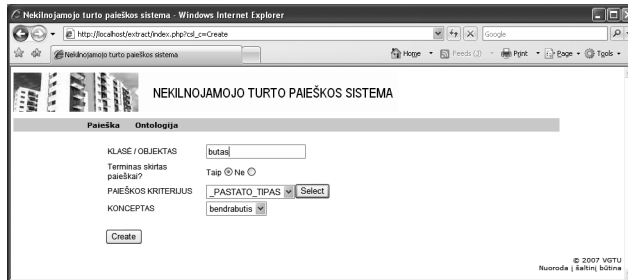 Nekilnojamojo turto paieškos sistema - Windows Internet Explorer
http://localhost/extract/index.php?csl_c=Create
Google
Nekilnojamojo turto paieškos sistema
Home
Feeds (J)
Print
Page
Tools
NEKILNOJAMOJO TURTO PAIEŠKOS SISTEMA
Paieška Ontologija
KLASĖ / OBJEKTAS butas
Terminas skirtas
paieškai? Taip Ne
PAIEŠKOS KRITERIJUS _PASTATO_TIPAS Select
KONCEPTAS bendrabutis
Create
© 2007 VGTU
Nuoroda į šaltinį būtina